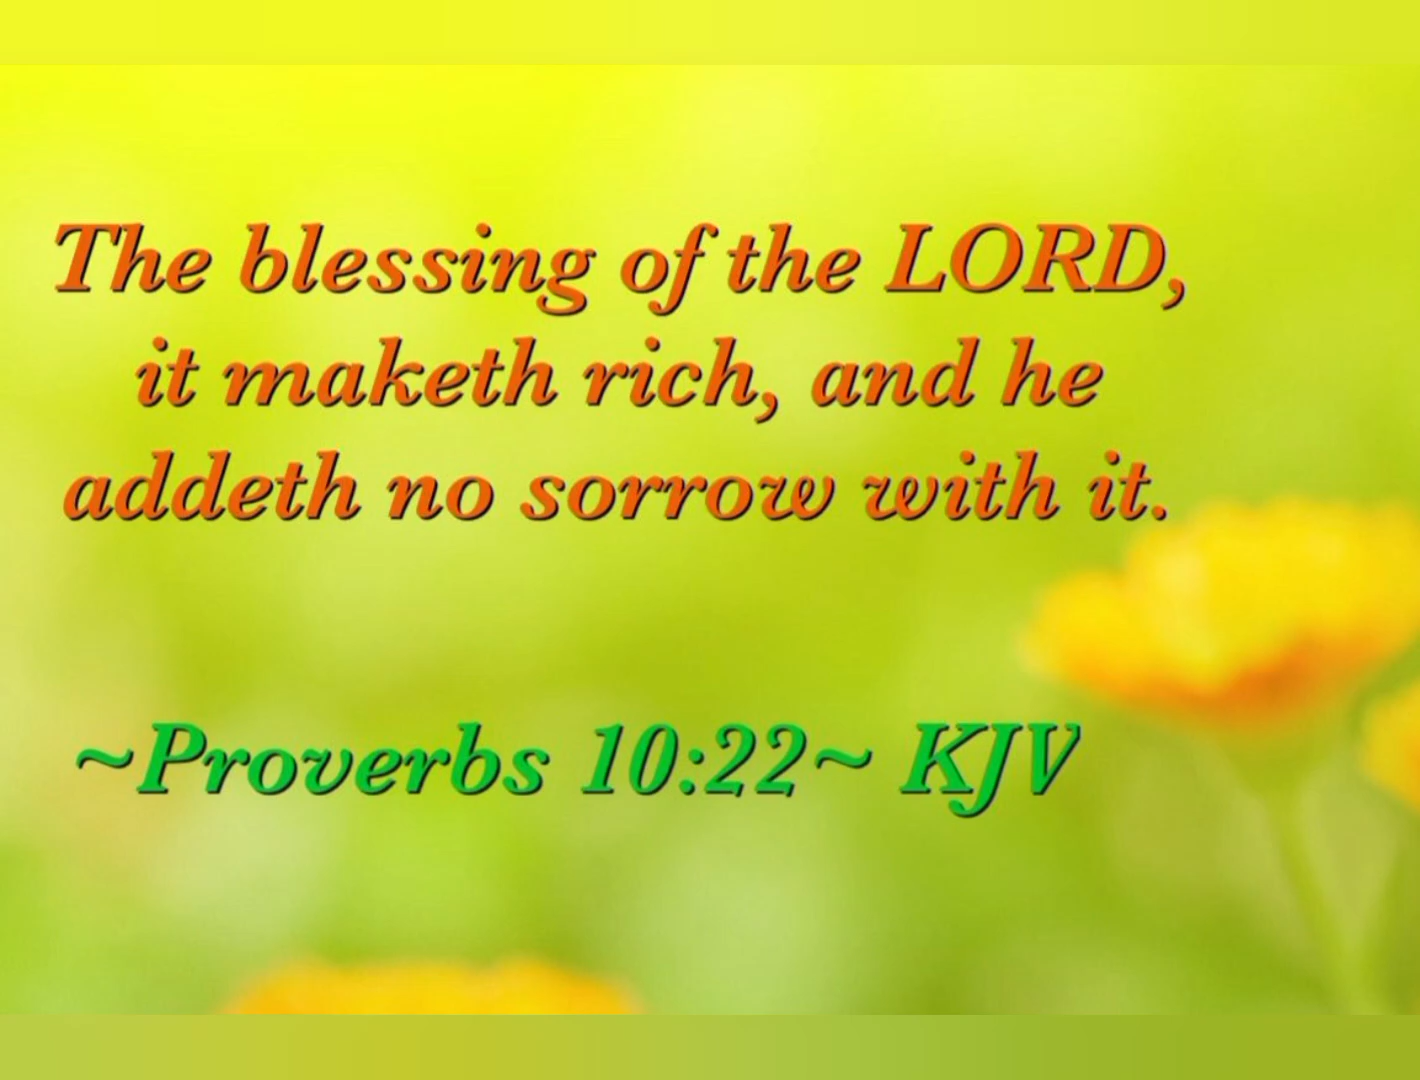 The blessing of the LORD,
it maketh rich, and he
addeth no sorrow with it.
~Proverbs 10:22~ KJV